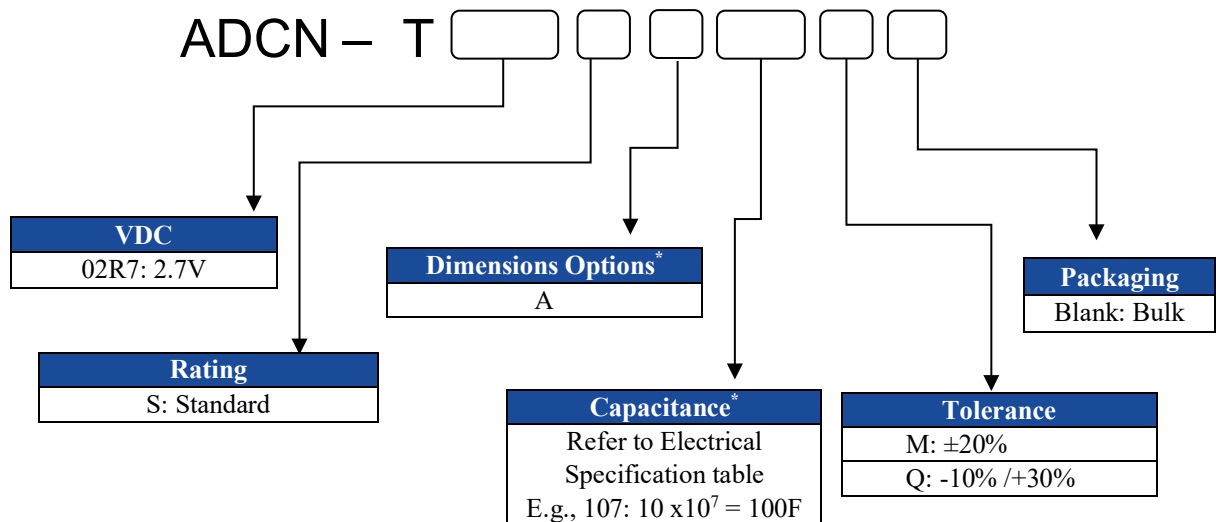 ADCN – T
VDC
02R7: 2.7V
Rating
S: Standard
Dimensions Options*
A
Capacitance*
Refer to Electrical
Specification table
E.g., 107: 10 x10⁷ = 100F
Tolerance
M: ±20%
Q: -10% /+30%
Packaging
Blank: Bulk